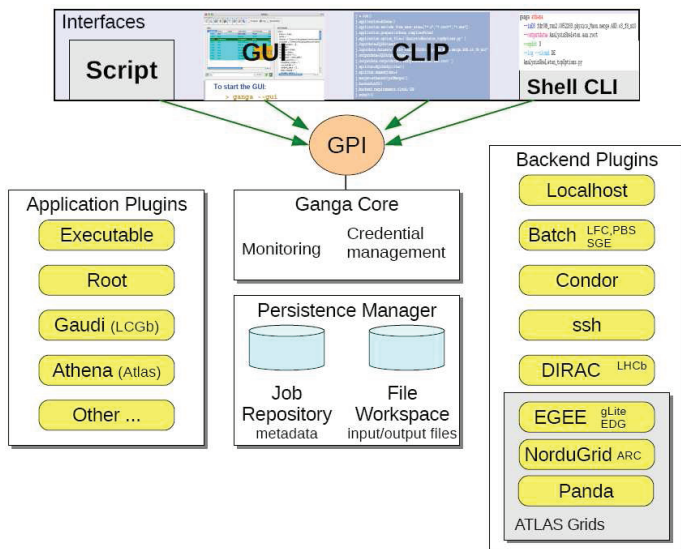 Interfaces
Script
GUI
To start the GUI:
> ganga --gui
CLIP
Shell CLI
GPI
Application Plugins
Executable
Root
Gaudi (LCGb)
Athena (Atlas)
Other ...
Ganga Core
Monitoring
Credential
management
Persistence Manager
Job
Repository
metadata
File
Workspace
input/output files
Backend Plugins
Localhost
Batch LFC,PBS
SGE
Condor
ssh
DIRAC LHCb
EGEE gLite
EDG
NorduGrid ARC
Panda
ATLAS Grids